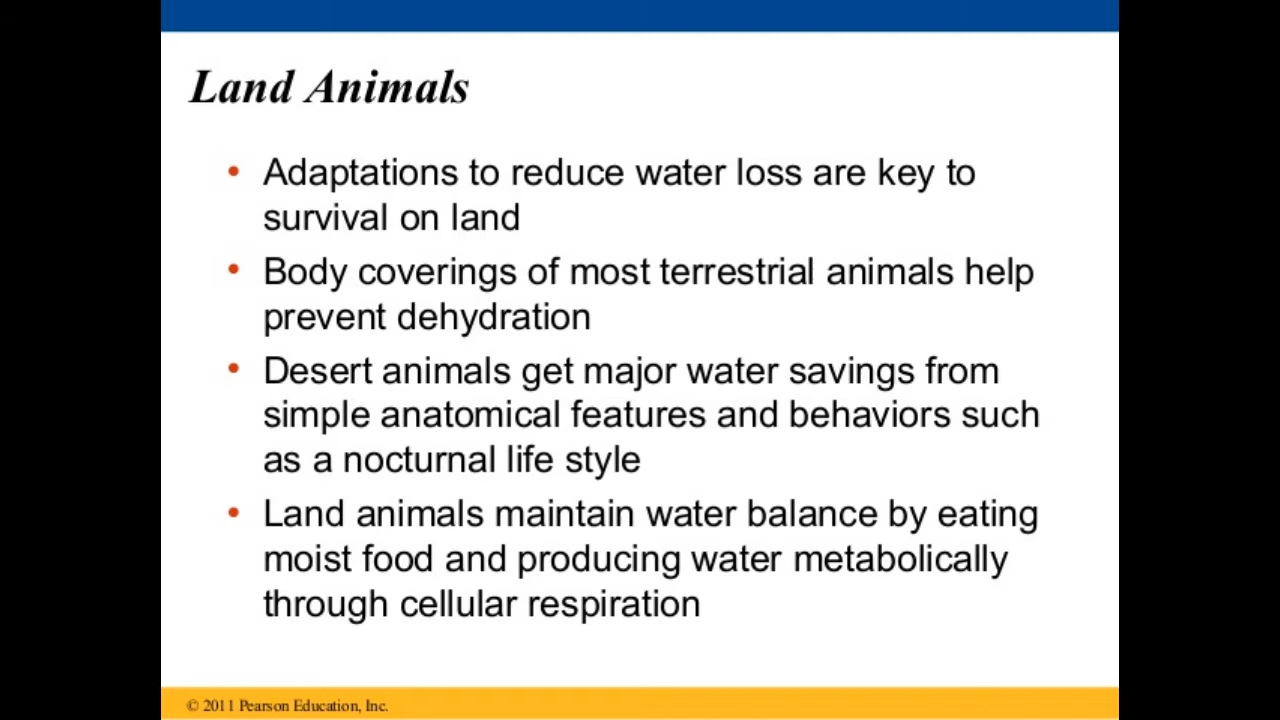 Land Animals
• Adaptations to reduce water loss are key to
survival on land
• Body coverings of most terrestrial animals help
prevent dehydration
• Desert animals get major water savings from
simple anatomical features and behaviors such
as a nocturnal life style
• Land animals maintain water balance by eating
moist food and producing water metabolically
through cellular respiration
© 2011 Pearson Education, Inc.